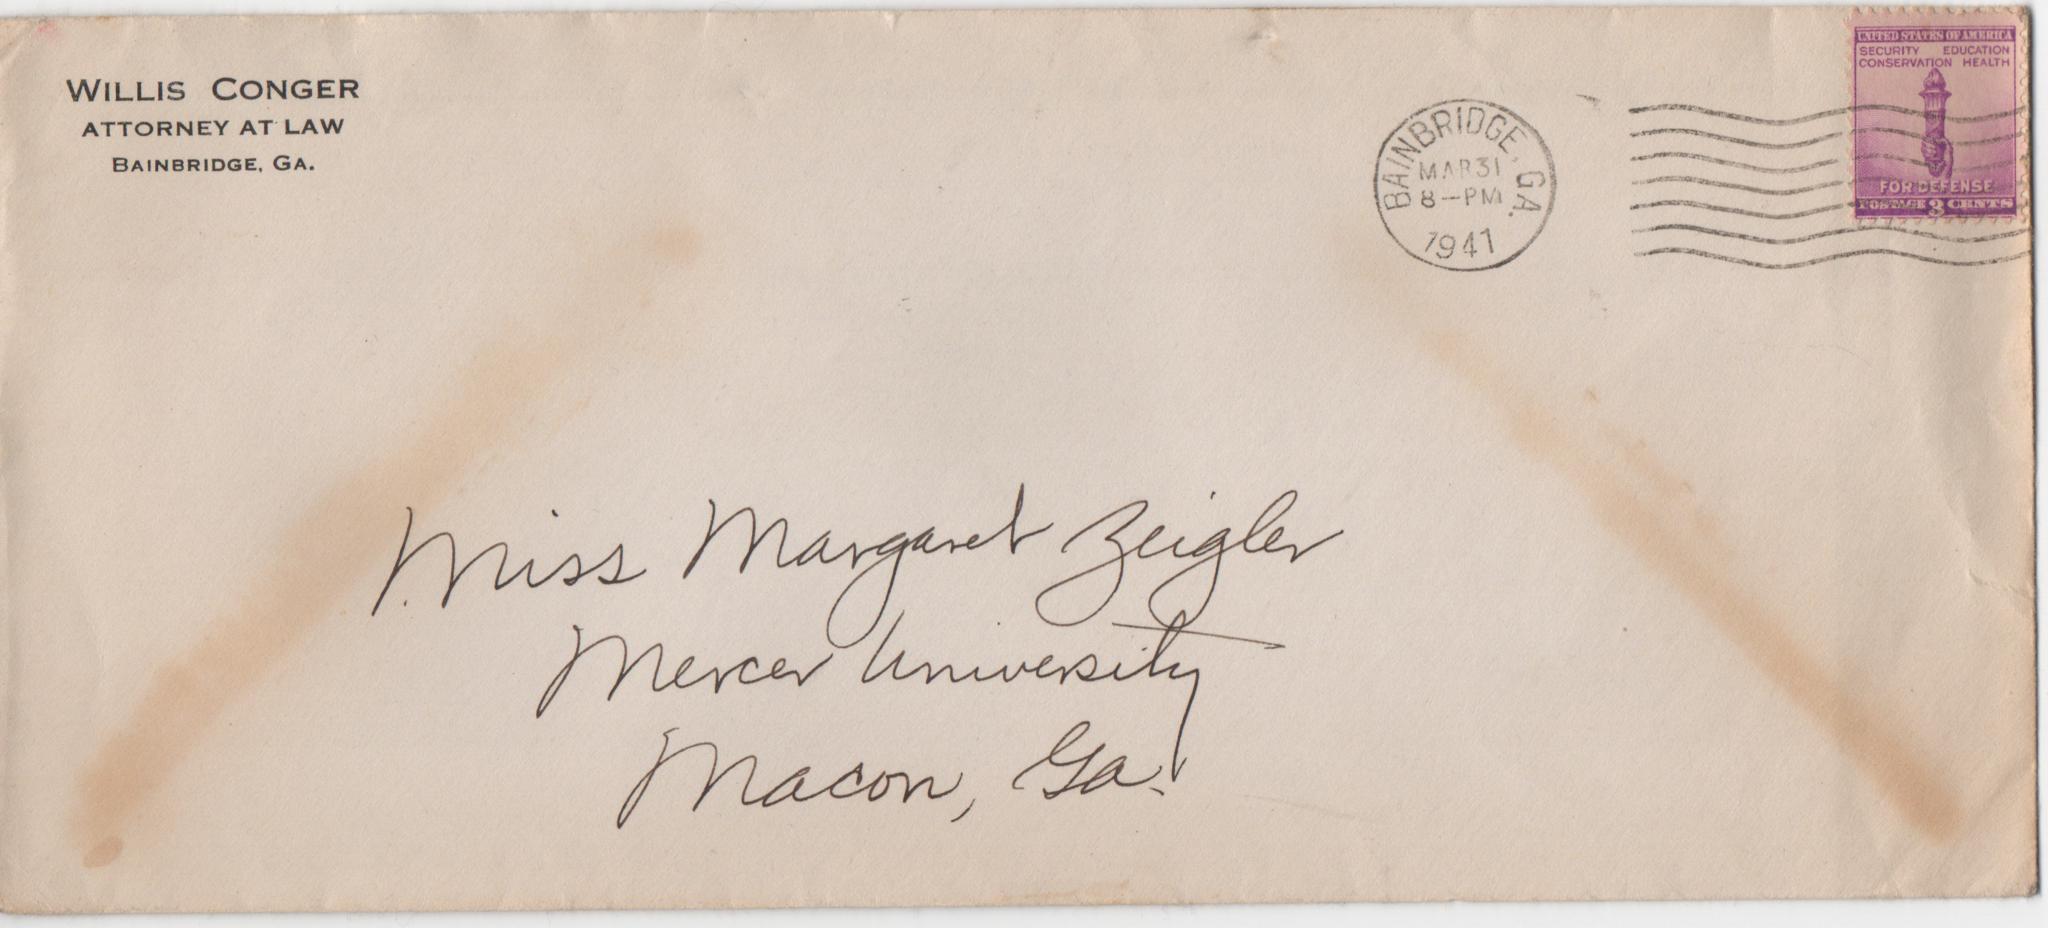 WILLIS CONGER
ATTORNEY AT LAW
BAINBRIDGE, GA.
BAINBRIDGE, GA.
MAR 31
8-PM
1941
UNITED STATES OF AMERICA
SECURITY EDUCATION
CONSERVATION HEALTH
FOR DEFENSE
POSTAGE 3 CENTS
Miss Margaret Zeigler
Mercer University
Macon, Ga.